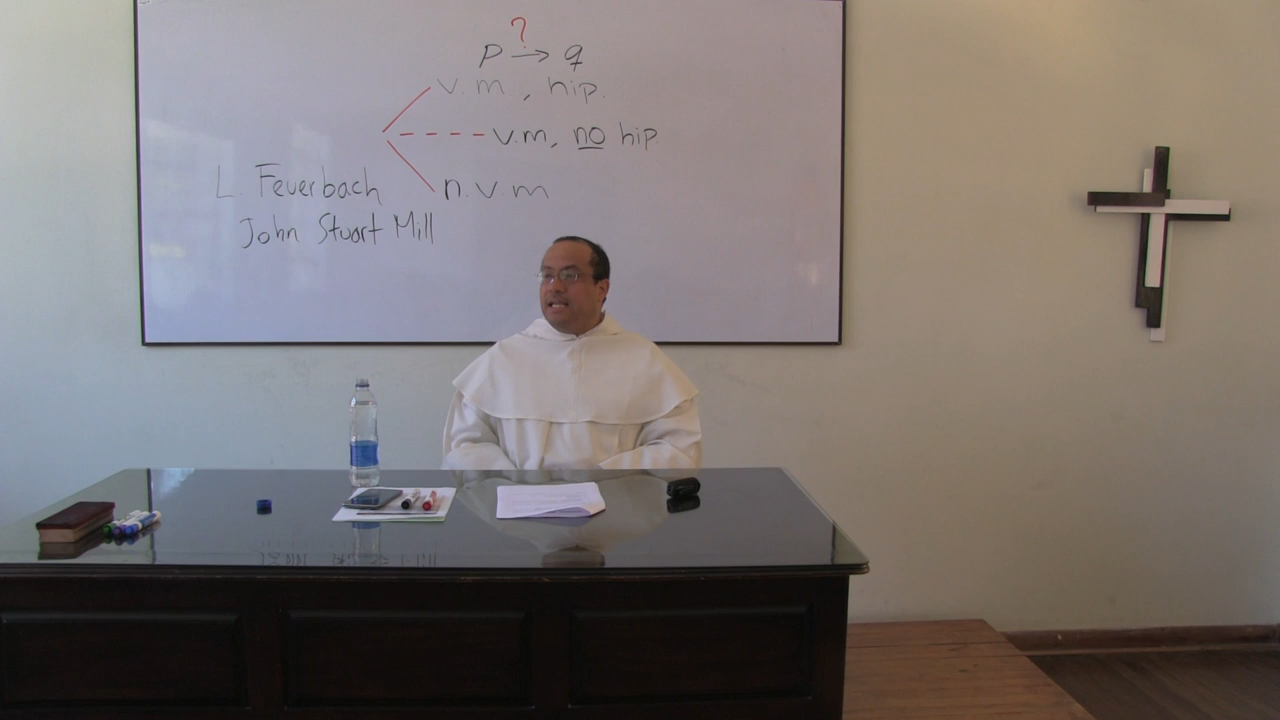 ?
p → q
v.m, hip.
v.m, no hip
L. Feuerbach
n.v m
John Stuart Mill